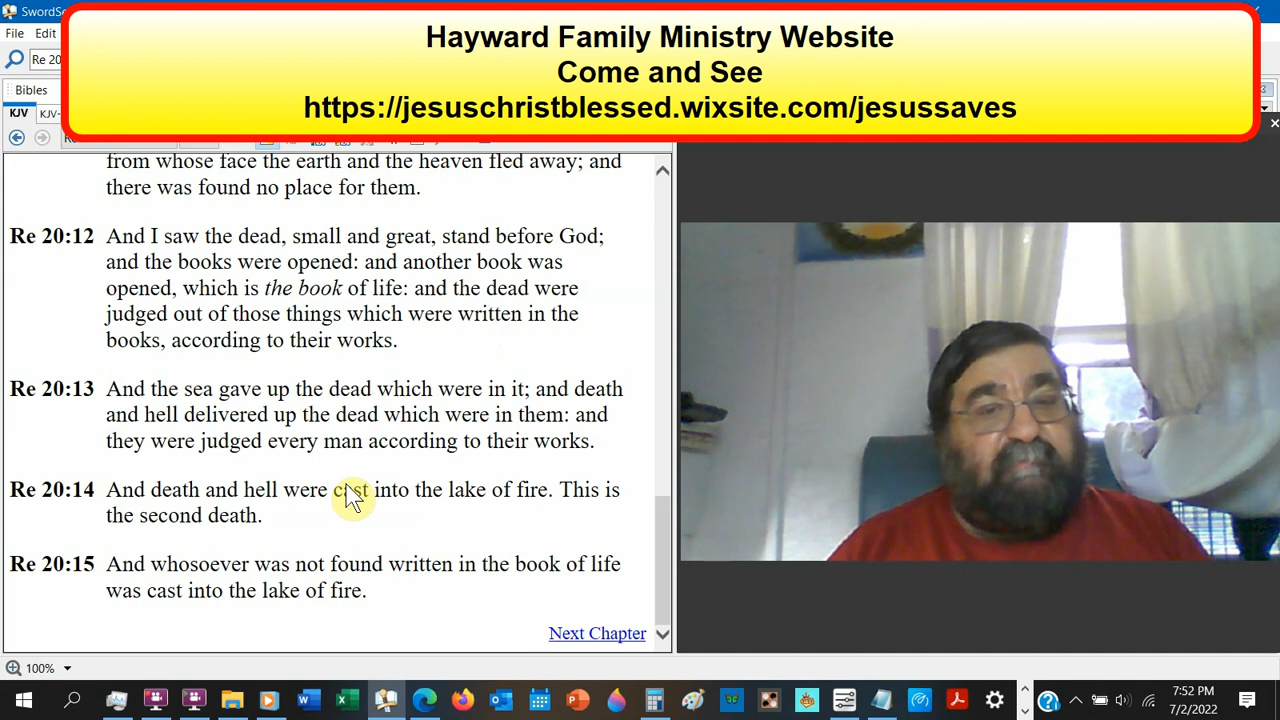 SwordSe
Hayward Family Ministry Website
Come and See
https://jesuschristblessed.wixsite.com/jesussaves
File Edit
Re 20
Bibles
KJV KJV-
from whose face the earth and the heaven fled away; and
there was found no place for them.
Re 20:12 And I saw the dead, small and great, stand before God;
and the books were opened: and another book was
opened, which is the book of life: and the dead were
judged out of those things which were written in the
books, according to their works.
Re 20:13 And the sea gave up the dead which were in it; and death
and hell delivered up the dead which were in them: and
they were judged every man according to their works.
Re 20:14 And death and hell were cast into the lake of fire. This is
the second death.
Re 20:15 And whosoever was not found written in the book of life
was cast into the lake of fire.
Next Chapter
100%
7:52 PM
7/2/2022